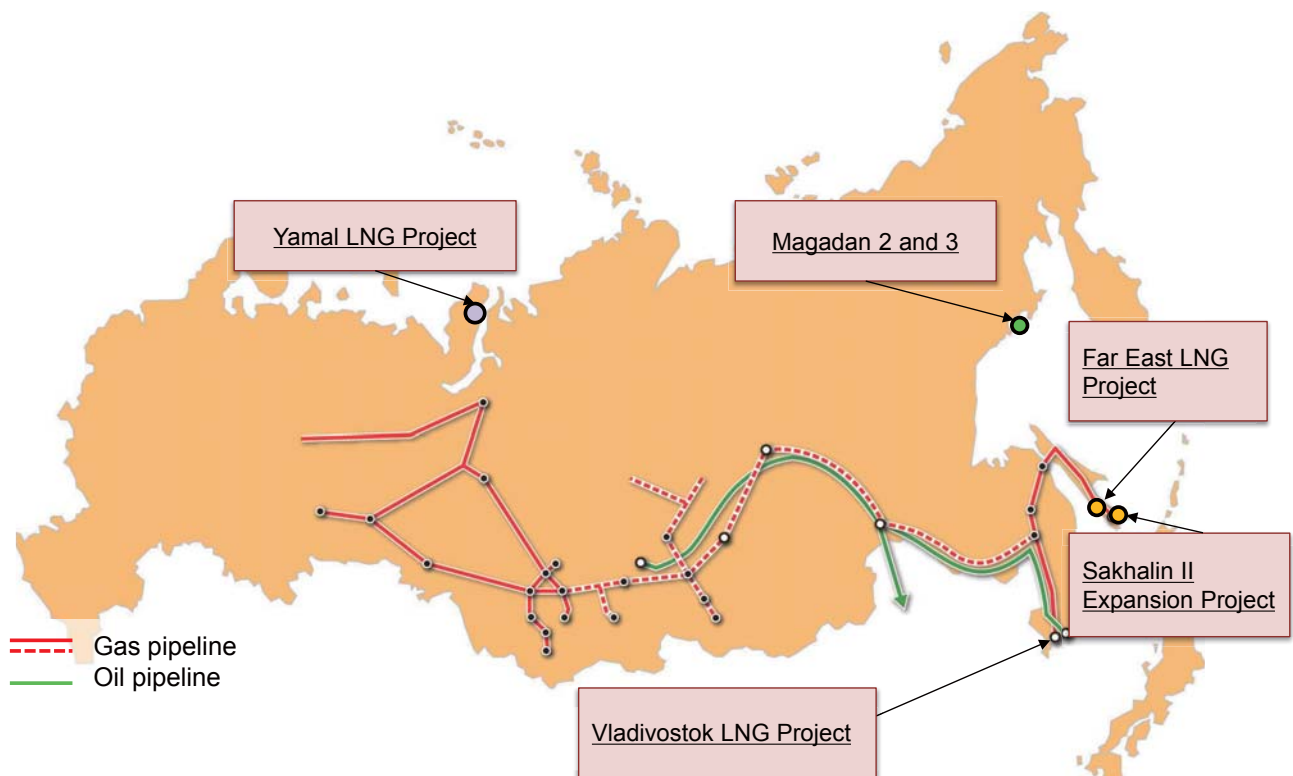 Yamal LNG Project
Magadan 2 and 3
Far East LNG
Project
Sakhalin II
Expansion Project
Gas pipeline
Oil pipeline
Vladivostok LNG Project